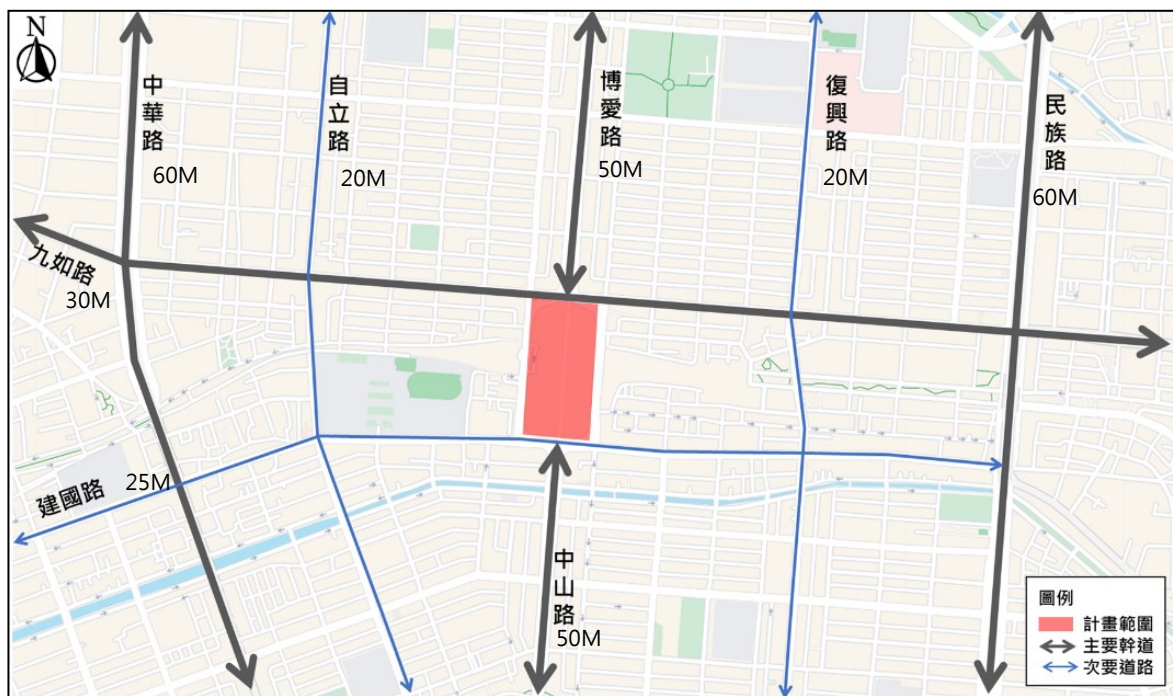 N
中華路
60M
自立路
20M
博愛路
50M
復興路
20M
民族路
60M
九如路
30M
建國路
25M
中山路
50M
圖例
計畫範圍
主要幹道
次要道路